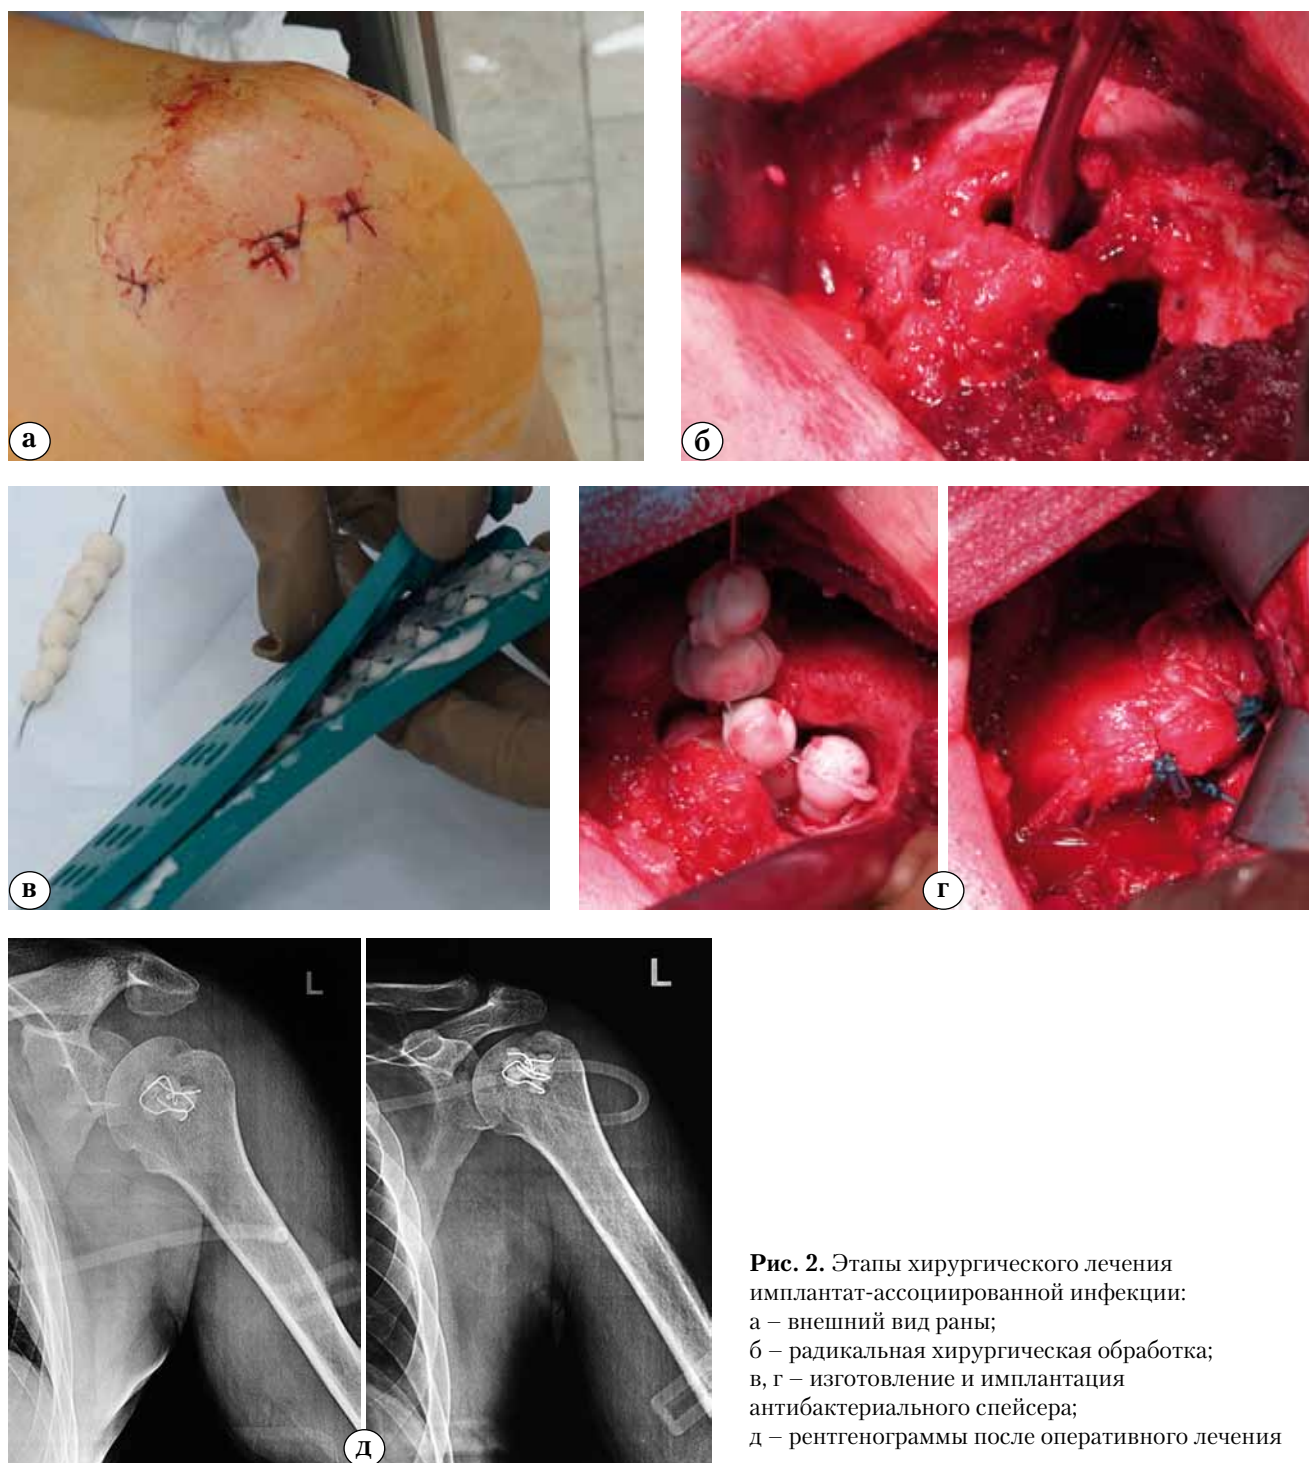 а
б
в
г
L
L
д
Рис. 2. Этапы хирургического лечения
имплантат-ассоциированной инфекции:
а – внешний вид раны;
б – радикальная хирургическая обработка;
в, г – изготовление и имплантация
антибактериального спейсера;
д – рентгенограммы после оперативного лечения